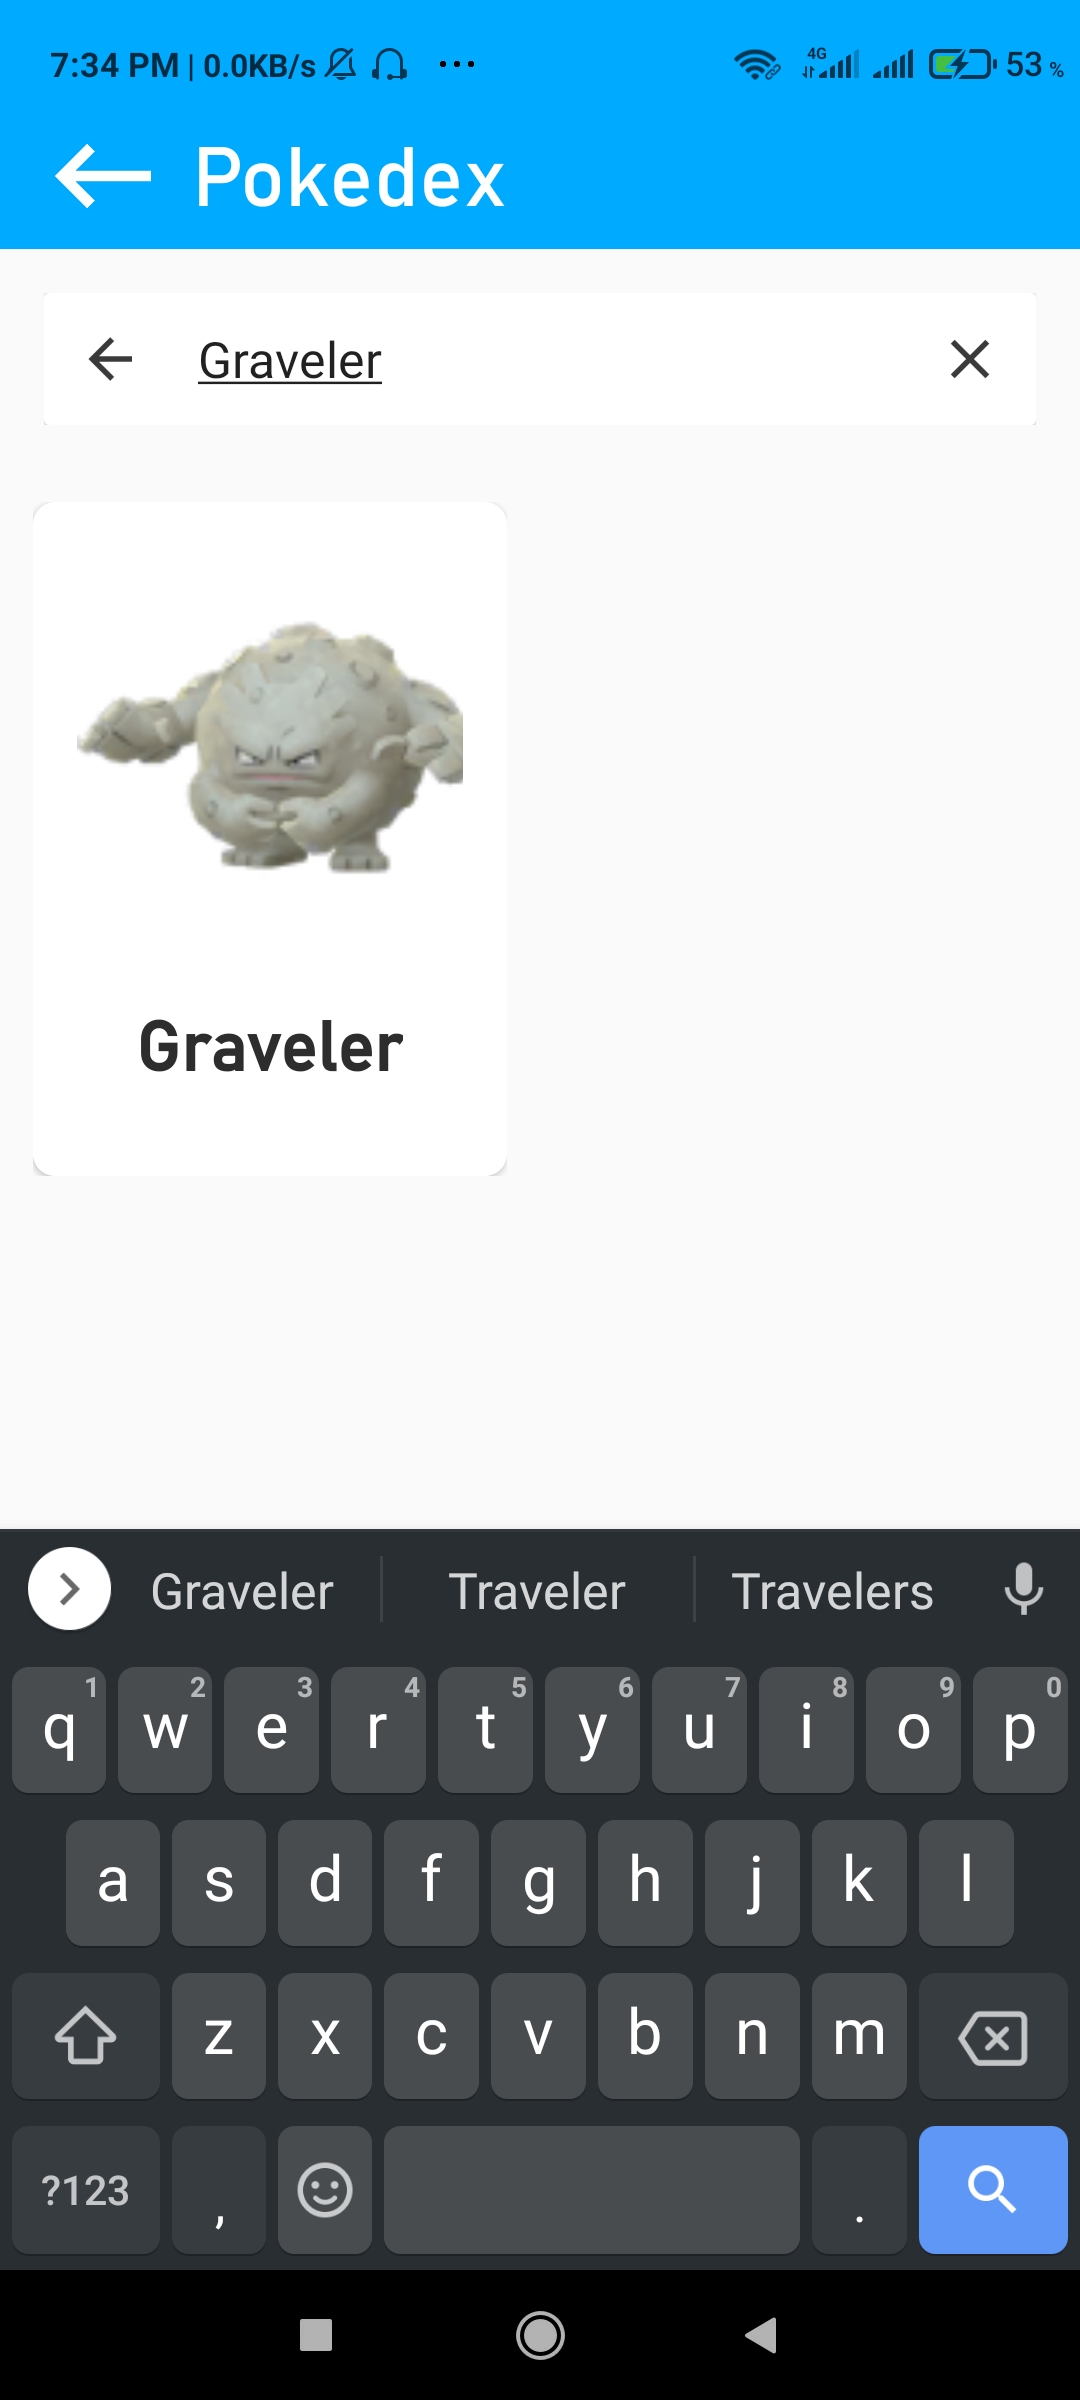 7:34 PM | 0.0KB/s ... 4G 53 %
Pokedex
Graveler
Graveler
Graveler Traveler Travelers
1 2 3 4 5 6 7 8 9 0
q w e r t y u i o p
a s d f g h j k l
z x c v b n m
?123 , .